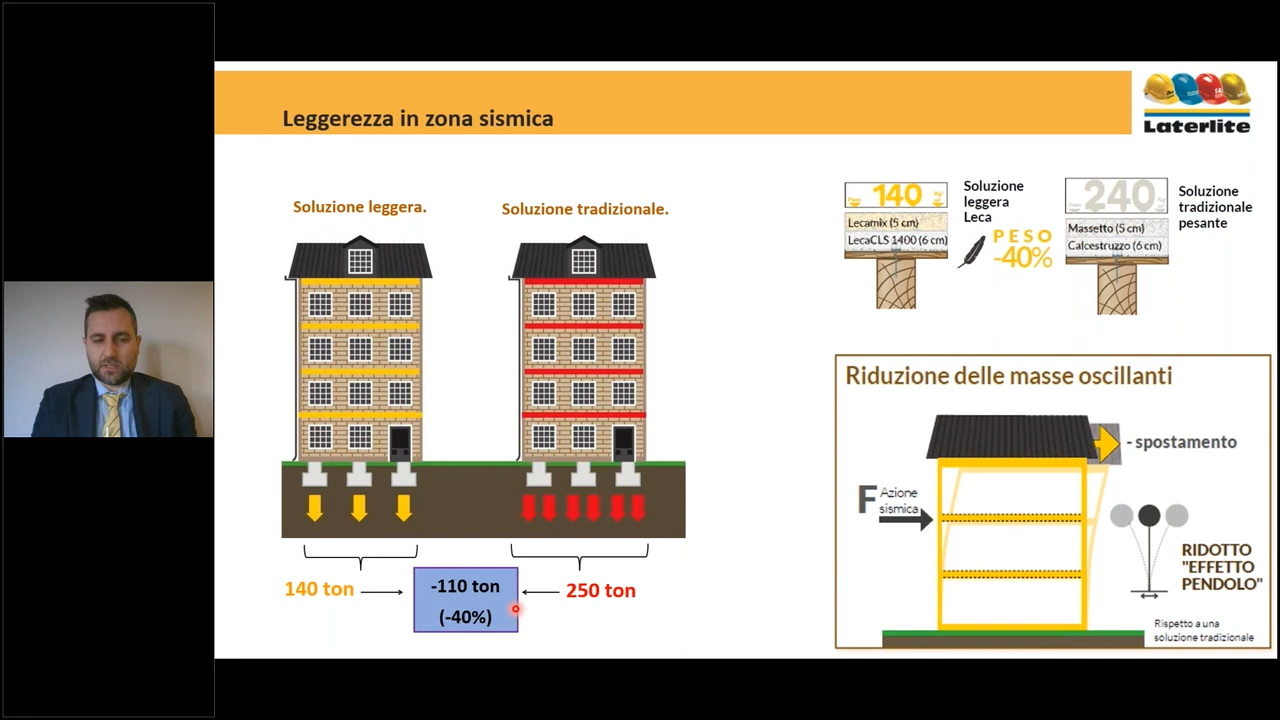 Leggerezza in zona sismica
Laterlite
Soluzione leggera.
Soluzione tradizionale.
140
Lecamix (5 cm)
LecaCLS 1400 (6 cm)
Soluzione
leggera
Leca
PESO
-40%
240
Massetto (5 cm)
Calcestruzzo (6 cm)
Soluzione
tradizionale
pesante
140 ton
-110 ton
(-40%)
250 ton
Riduzione delle masse oscillanti
- spostamento
F Azione
sismica
RIDOTTO
"EFFETTO
PENDOLO"
Rispetto a una
soluzione tradizionale